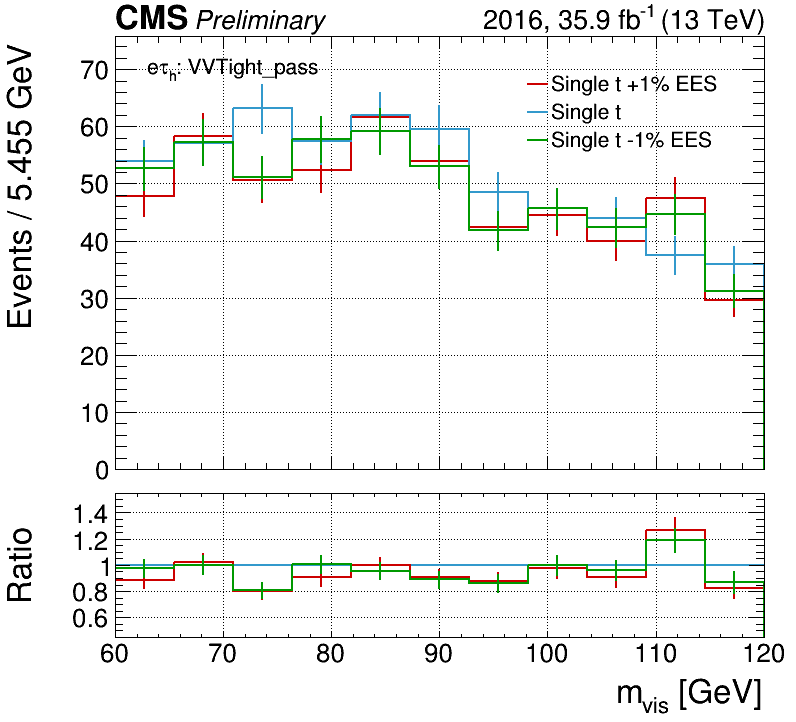 CMS Preliminary 2016, 35.9 fb⁻¹ (13 TeV)
eτh: VVTight_pass
Single t +1% EES
Single t
Single t -1% EES
Events / 5.455 GeV
70
60
50
40
30
20
10
0
Ratio
1.4
1.2
1
0.8
0.6
60 70 80 90 100 110 120
mvis [GeV]